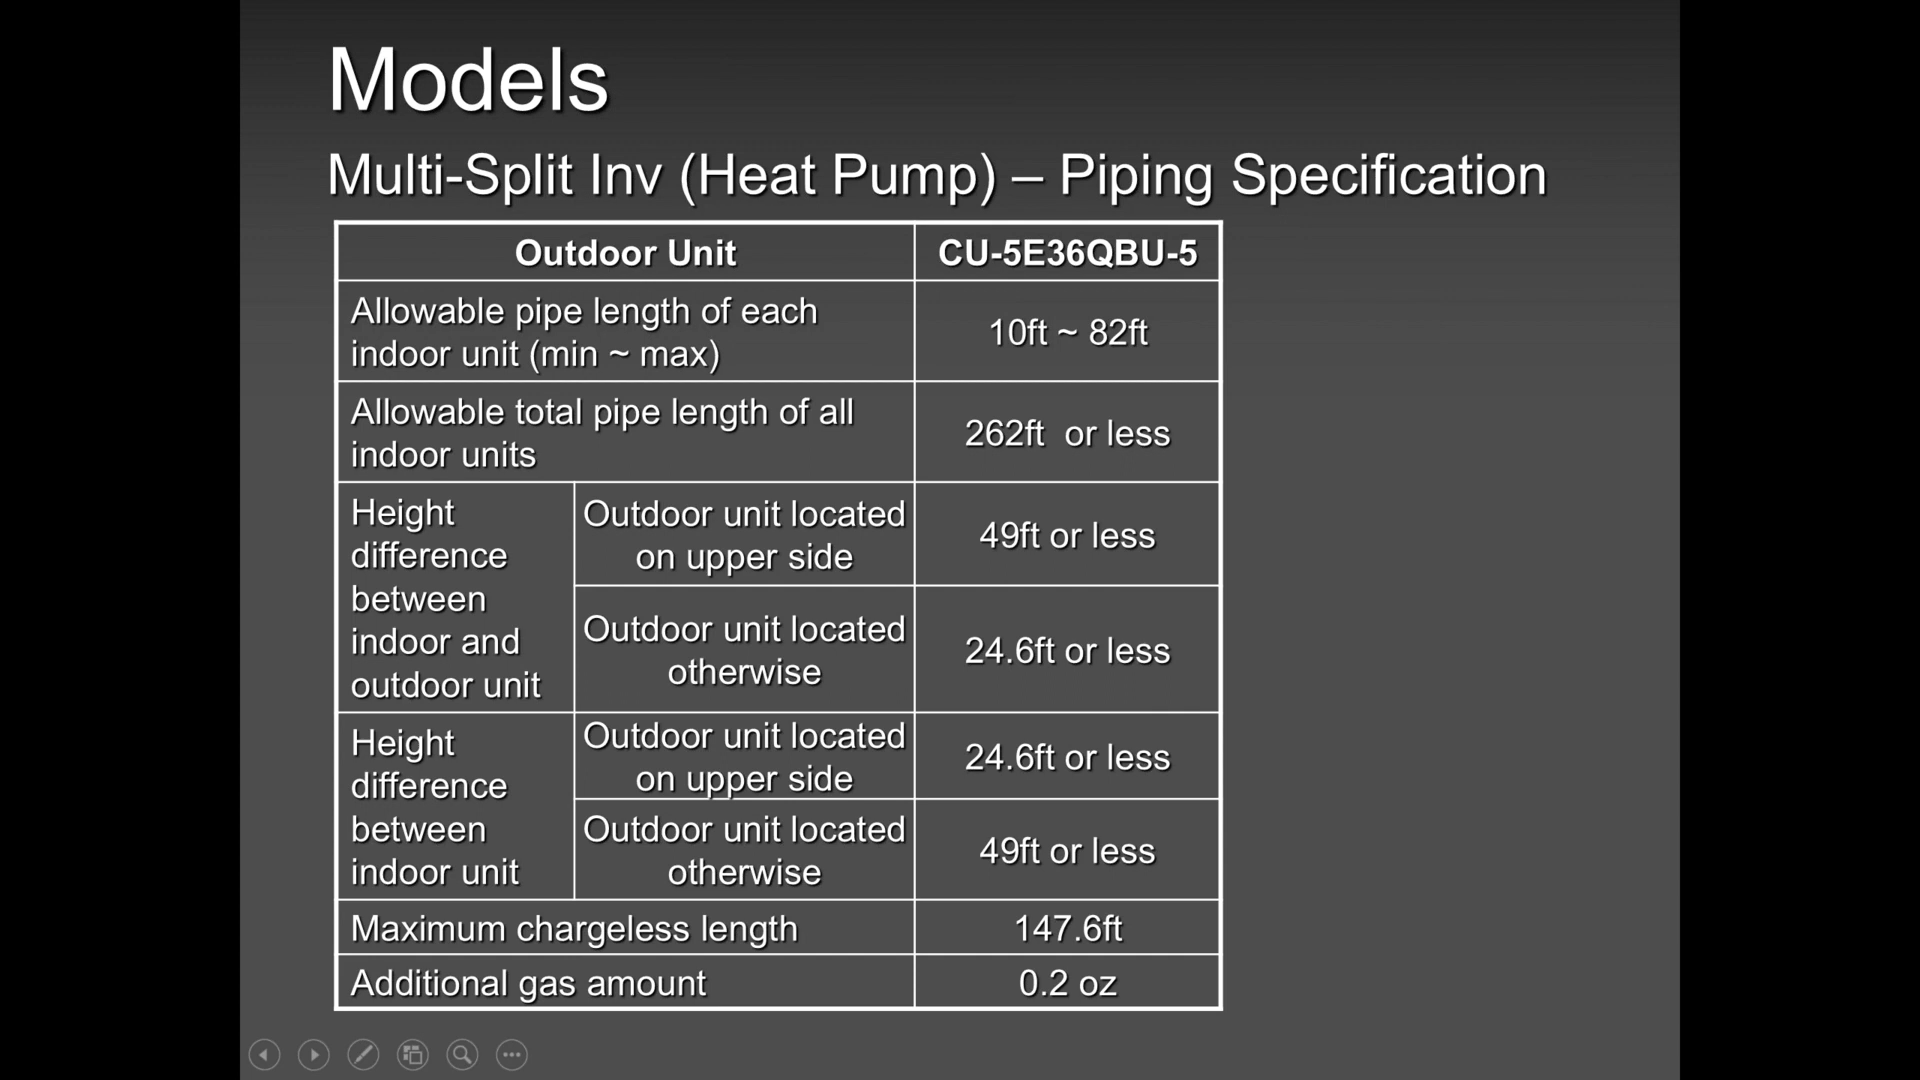 Models
Multi-Split Inv (Heat Pump) – Piping Specification
Outdoor Unit
CU-5E36QBU-5
Allowable pipe length of each
indoor unit (min ~ max)
10ft ~ 82ft
Allowable total pipe length of all
indoor units
262ft  or less
Height
difference
between
indoor and
outdoor unit
Outdoor unit located
on upper side
49ft or less
Outdoor unit located
otherwise
24.6ft or less
Height
difference
between
indoor unit
Outdoor unit located
on upper side
24.6ft or less
Outdoor unit located
otherwise
49ft or less
Maximum chargeless length
147.6ft
Additional gas amount
0.2 oz